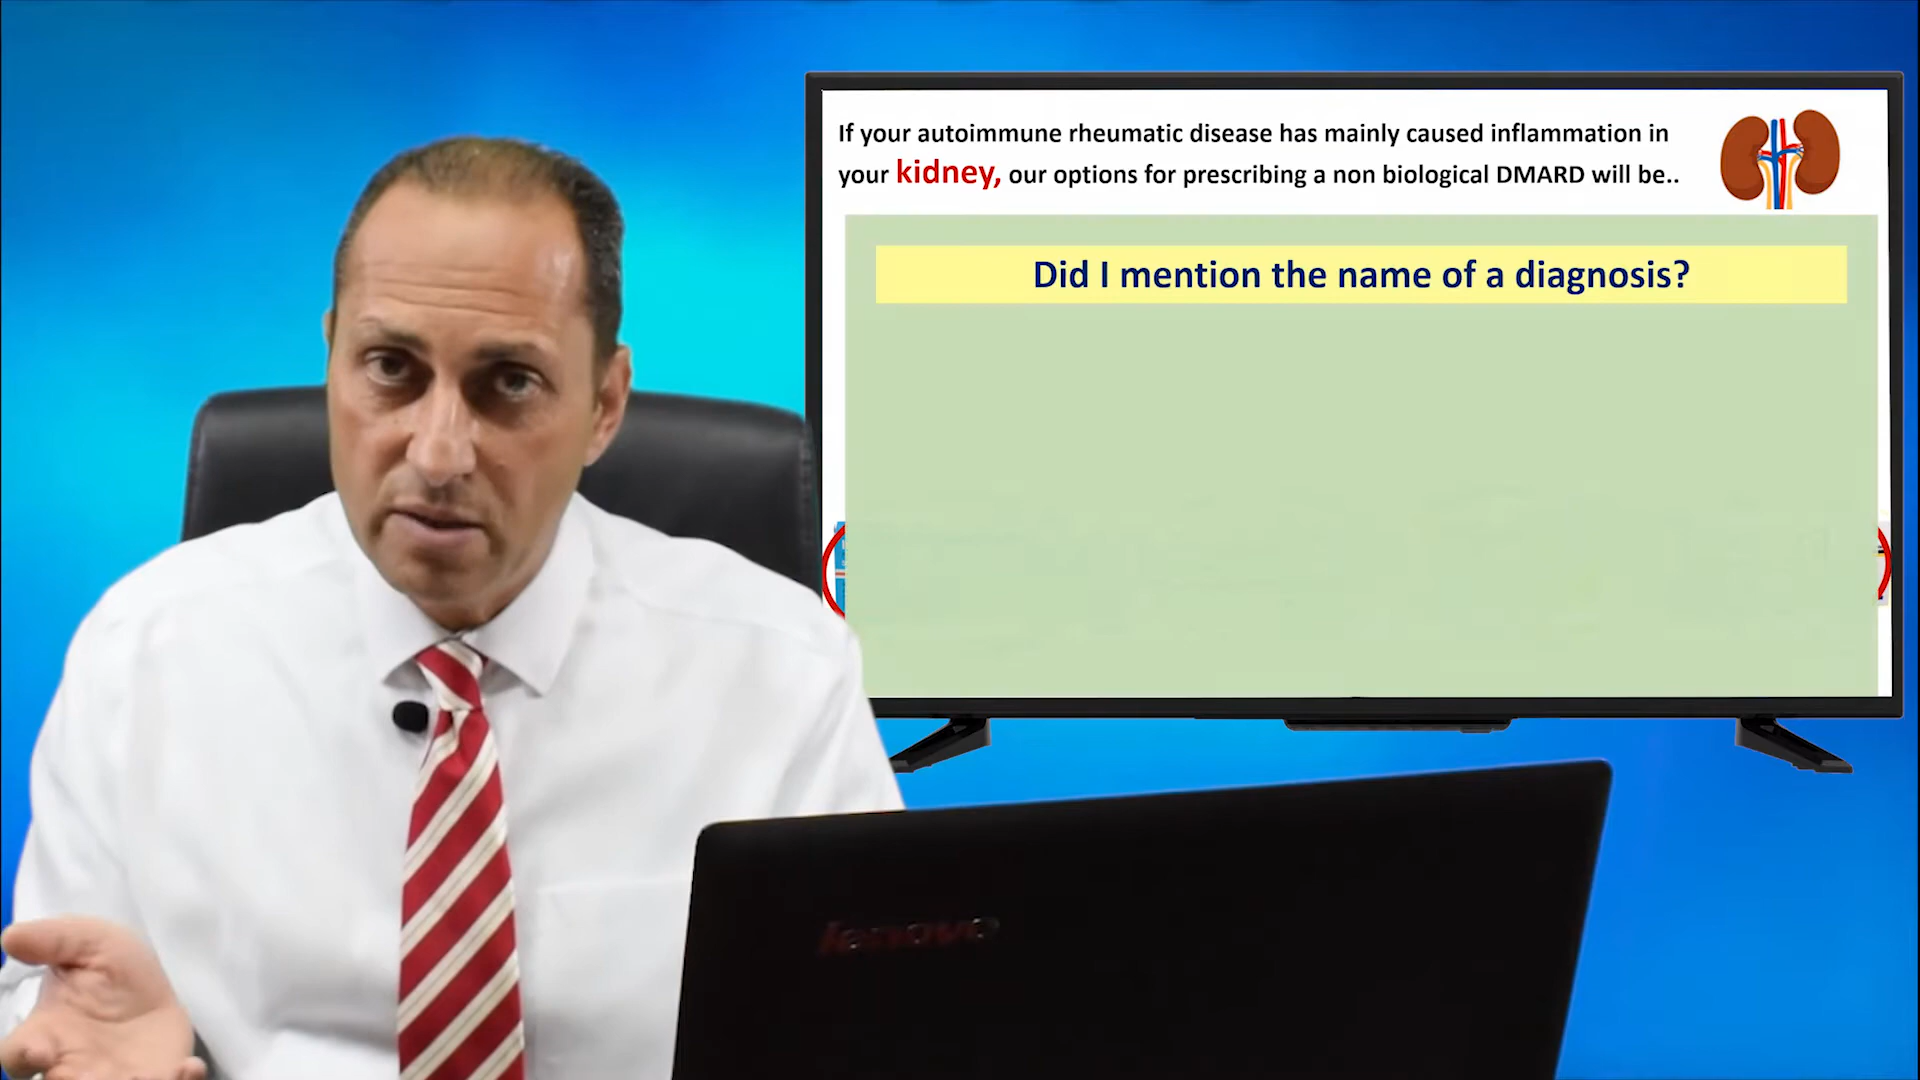 If your autoimmune rheumatic disease has mainly caused inflammation in
your kidney, our options for prescribing a non biological DMARD will be..
Did I mention the name of a diagnosis?
lenovo